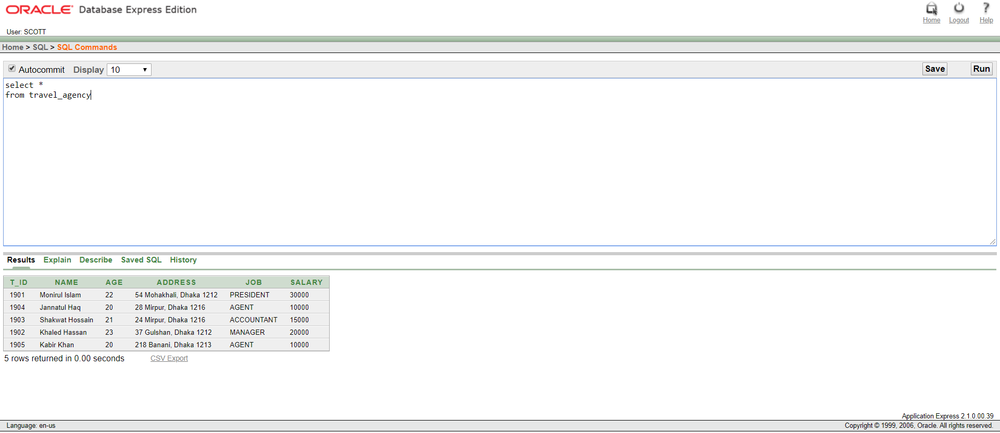 ORACLE Database Express Edition
Home Logout Help
User: SCOTT
Home > SQL > SQL Commands
Autocommit Display 10 Save Run
select *
from travel_agency
Results Explain Describe Saved SQL History
T_ID NAME AGE ADDRESS JOB SALARY
1901 Monirul Islam 22 54 Mohakhali, Dhaka 1212 PRESIDENT 30000
1904 Jannatul Haq 20 28 Mirpur, Dhaka 1216 AGENT 10000
1903 Shakwat Hossain 21 24 Mirpur, Dhaka 1216 ACCOUNTANT 15000
1902 Khaled Hassan 23 37 Gulshan, Dhaka 1212 MANAGER 20000
1905 Kabir Khan 20 218 Banani, Dhaka 1213 AGENT 10000
5 rows returned in 0.00 seconds CSV Export
Application Express 2.1.0.00.39
Language: en-us Copyright © 1999, 2006, Oracle. All rights reserved.